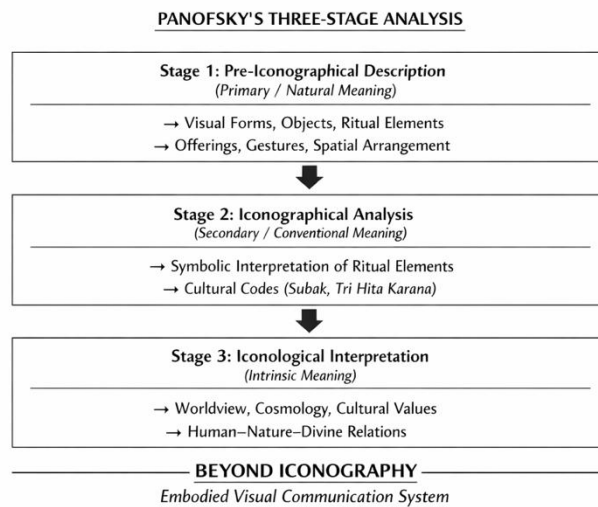 PANOFSKY'S THREE-STAGE ANALYSIS
Stage 1: Pre-Iconographical Description
(Primary / Natural Meaning)
→ Visual Forms, Objects, Ritual Elements
→ Offerings, Gestures, Spatial Arrangement
Stage 2: Iconographical Analysis
(Secondary / Conventional Meaning)
→ Symbolic Interpretation of Ritual Elements
→ Cultural Codes (Subak, Tri Hita Karana)
Stage 3: Iconological Interpretation
(Intrinsic Meaning)
→ Worldview, Cosmology, Cultural Values
→ Human–Nature–Divine Relations
BEYOND ICONOGRAPHY
Embodied Visual Communication System